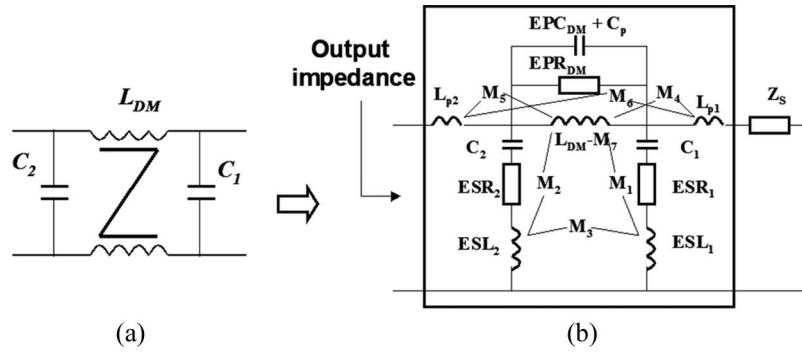 L_DM
C_2
C_1
(a)
Output
impedance
EPC_DM + C_p
EPR_DM
L_p2
M_5
M_6
M_4
L_p1
Z_S
C_2
L_DM-M_7
C_1
ESR_2
M_2
M_1
ESR_1
M_3
ESL_2
ESL_1
(b)